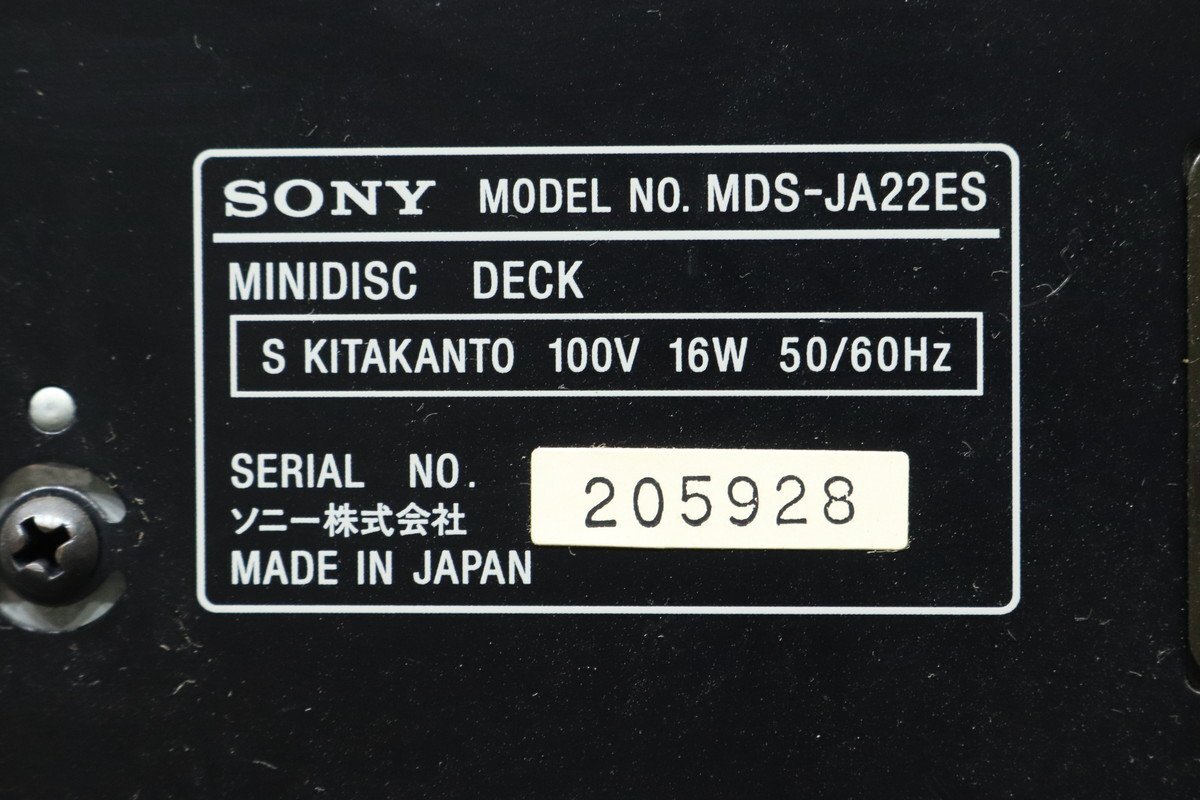 SONY MODEL NO. MDS-JA22ES
MINIDISC DECK
S KITAKANTO 100V 16W 50/60Hz
SERIAL NO. 205928
ソニー株式会社
MADE IN JAPAN